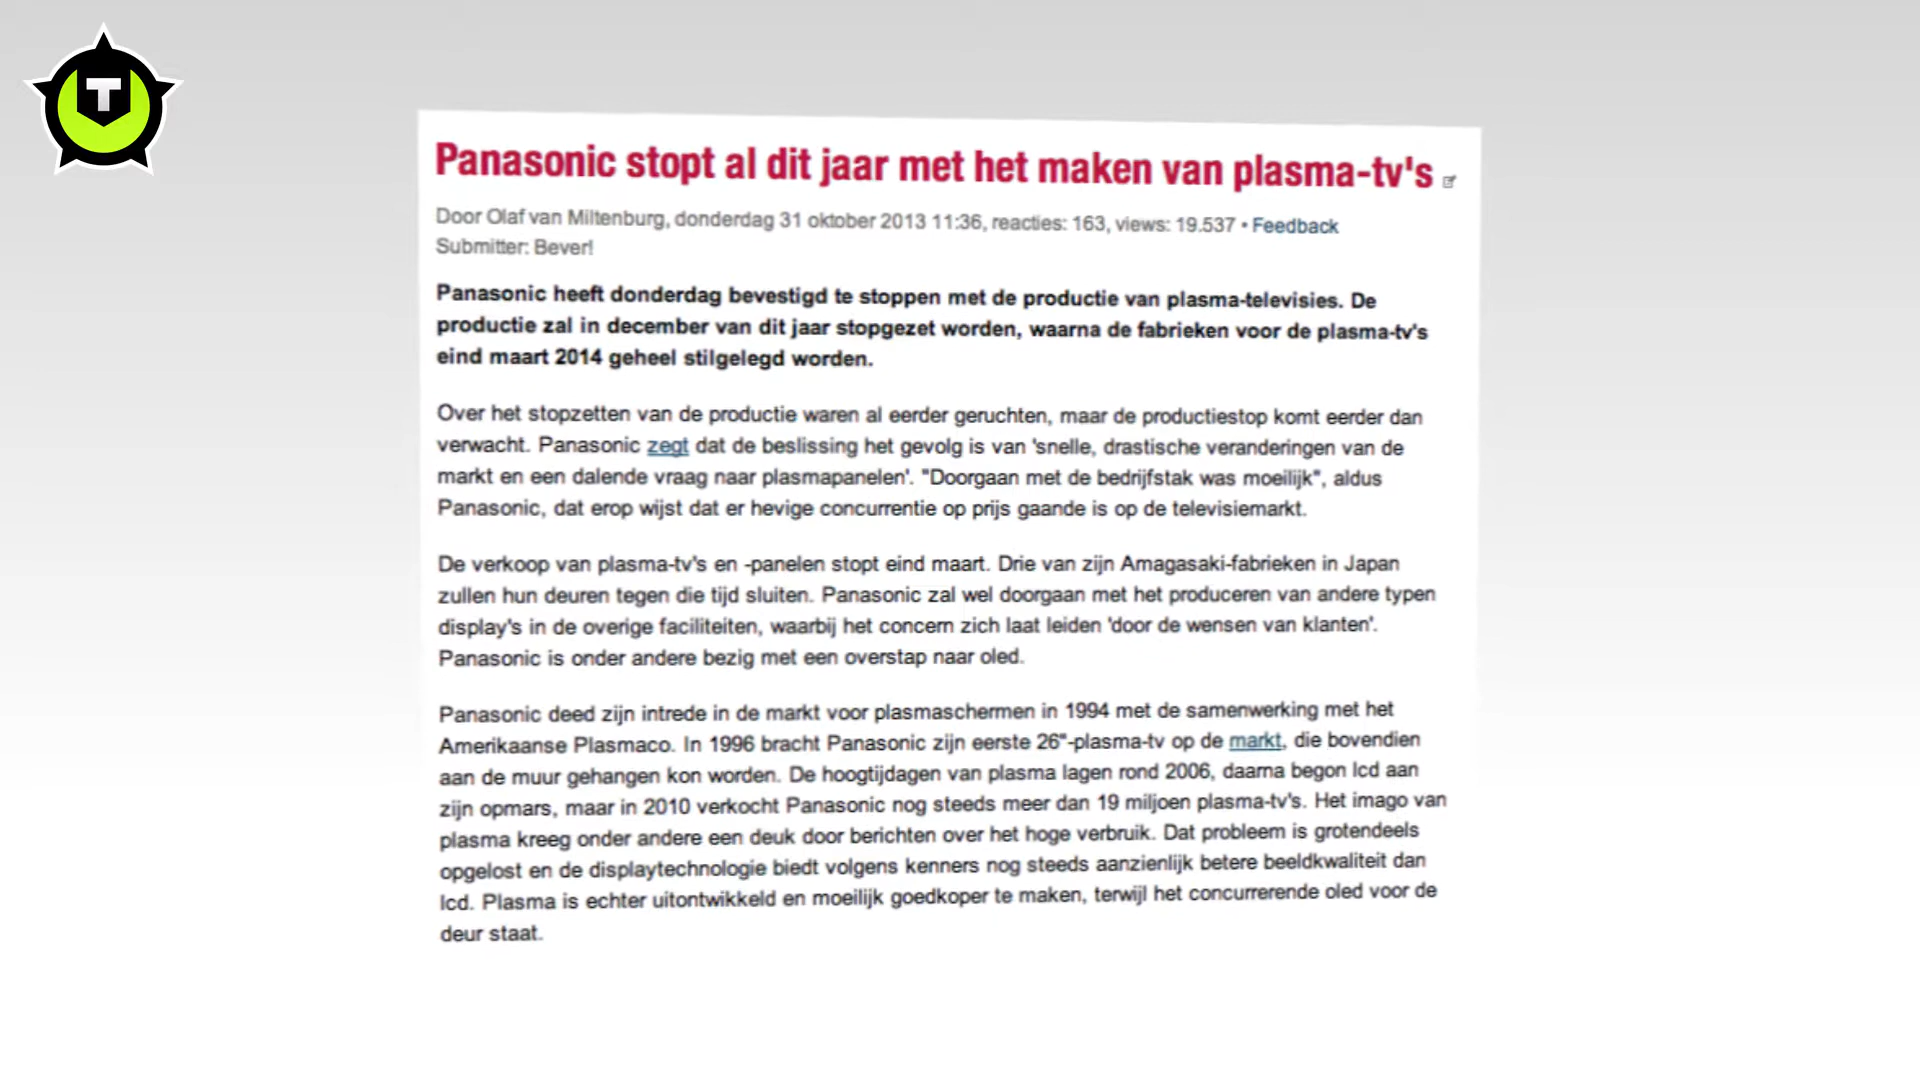 T
Panasonic stopt al dit jaar met het maken van plasma-tv's
Door Olaf van Miltenburg, donderdag 31 oktober 2013 11:36, reacties: 163, views: 19.537 • Feedback
Submitter: Bever!
Panasonic heeft donderdag bevestigd te stoppen met de productie van plasma-televisies. De
productie zal in december van dit jaar stopgezet worden, waarna de fabrieken voor de plasma-tv's
eind maart 2014 geheel stilgelegd worden.
Over het stopzetten van de productie waren al eerder geruchten, maar de productiestop komt eerder dan
verwacht. Panasonic zegt dat de beslissing het gevolg is van 'snelle, drastische veranderingen van de
markt en een dalende vraag naar plasmapanelen'. "Doorgaan met de bedrijfstak was moeilijk", aldus
Panasonic, dat erop wijst dat er hevige concurrentie op prijs gaande is op de televisiemarkt.
De verkoop van plasma-tv's en -panelen stopt eind maart. Drie van zijn Amagasaki-fabrieken in Japan
zullen hun deuren tegen die tijd sluiten. Panasonic zal wel doorgaan met het produceren van andere typen
display's in de overige faciliteiten, waarbij het concern zich laat leiden 'door de wensen van klanten'.
Panasonic is onder andere bezig met een overstap naar oled.
Panasonic deed zijn intrede in de markt voor plasmaschermen in 1994 met de samenwerking met het
Amerikaanse Plasmaco. In 1996 bracht Panasonic zijn eerste 26"-plasma-tv op de markt, die bovendien
aan de muur gehangen kon worden. De hoogtijdagen van plasma lagen rond 2006, daarna begon lcd aan
zijn opmars, maar in 2010 verkocht Panasonic nog steeds meer dan 19 miljoen plasma-tv's. Het imago van
plasma kreeg onder andere een deuk door berichten over het hoge verbruik. Dat probleem is grotendeels
opgelost en de displaytechnologie biedt volgens kenners nog steeds aanzienlijk betere beeldkwaliteit dan
lcd. Plasma is echter uitontwikkeld en moeilijk goedkoper te maken, terwijl het concurrerende oled voor de
deur staat.